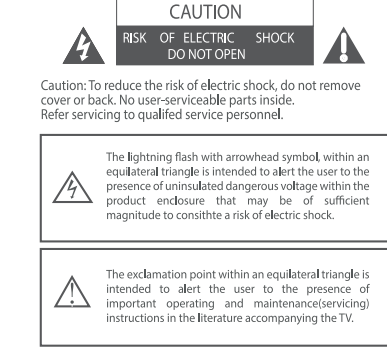 CAUTION
RISK OF ELECTRIC SHOCK
DO NOT OPEN
Caution: To reduce the risk of electric shock, do not remove
cover or back. No user-serviceable parts inside.
Refer servicing to qualifed service personnel.
The lightning flash with arrowhead symbol, within an
equilateral triangle is intended to alert the user to the
presence of uninsulated dangerous voltage within the
product enclosure that may be of sufficient
magnitude to consithte a risk of electric shock.
The exclamation point within an equilateral triangle is
intended to alert the user to the presence of
important operating and maintenance(servicing)
instructions in the literature accompanying the TV.